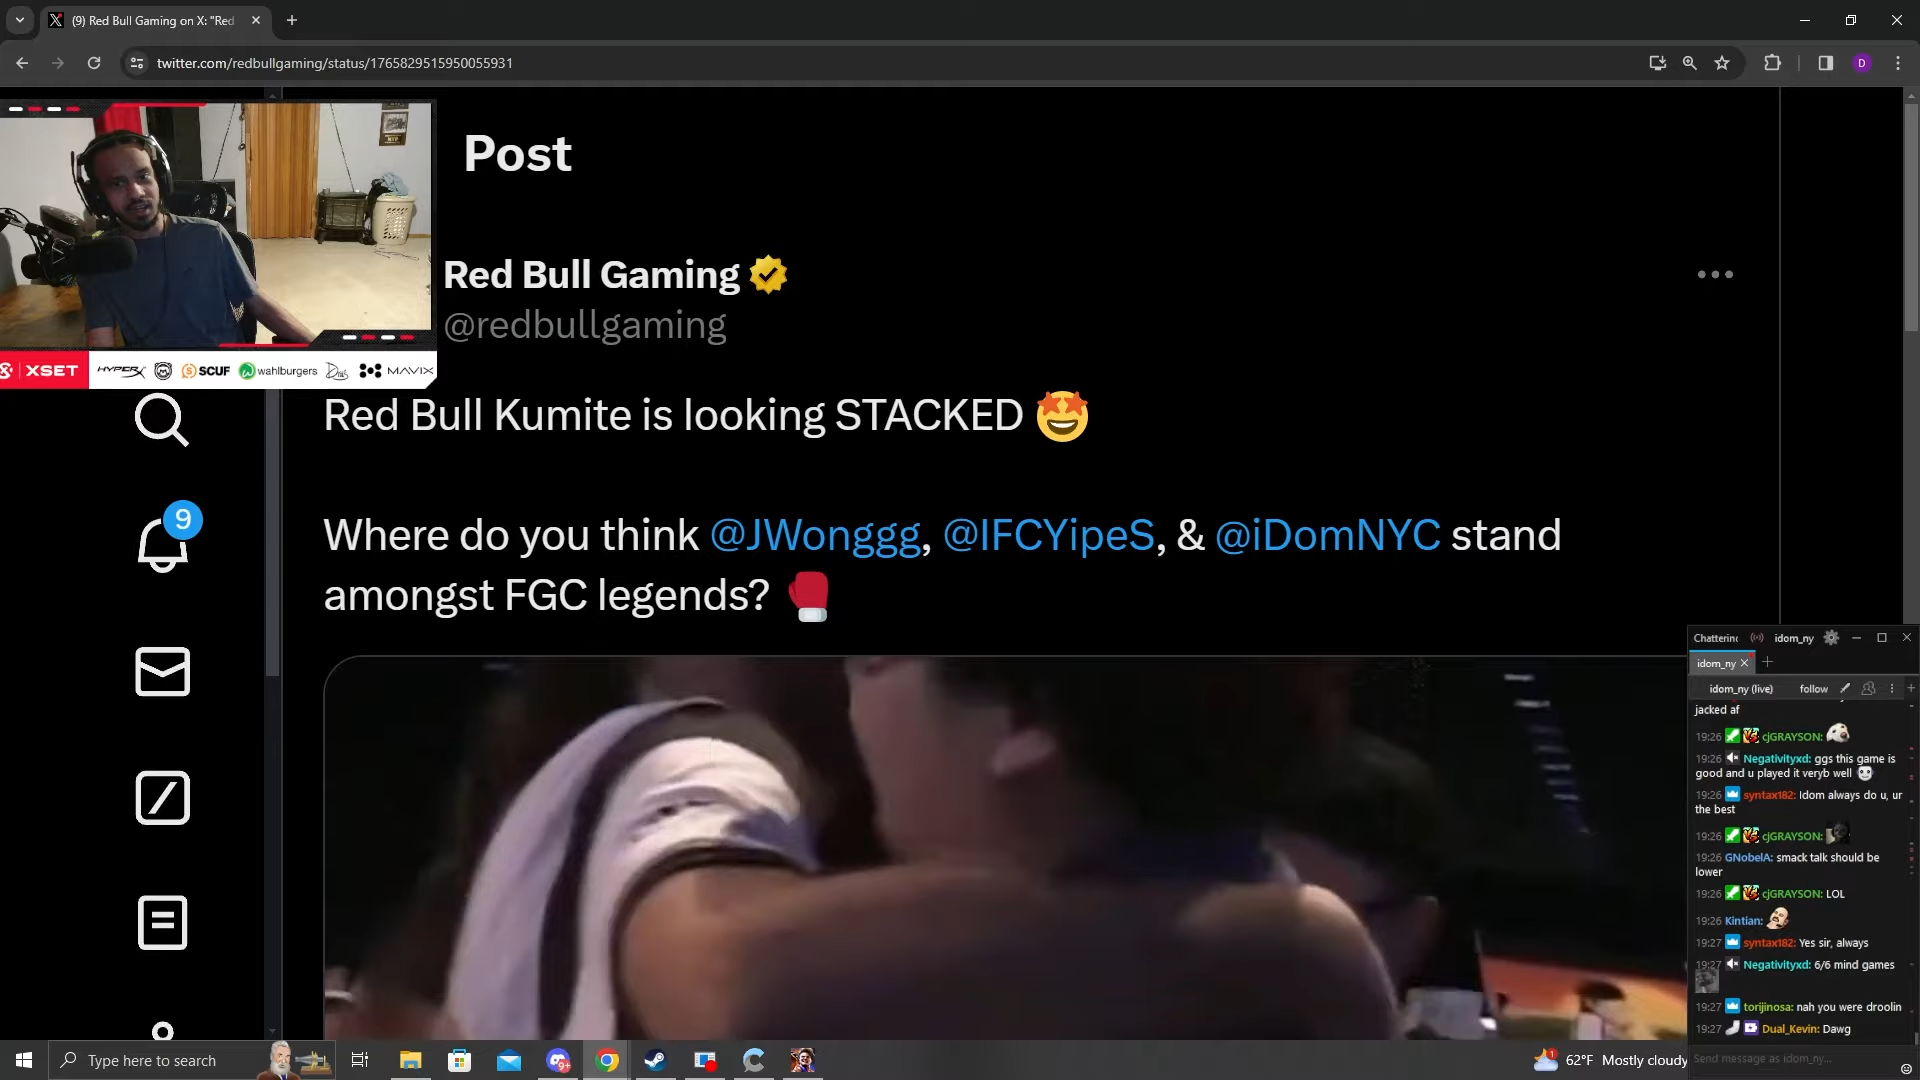 (9) Red Bull Gaming on X: "Red
twitter.com/redbullgaming/status/1765829515950055931
D
Post
Red Bull Gaming
@redbullgaming
XSET
HYPERX
SCUF
wahlburgers
MAVIX
Red Bull Kumite is looking STACKED
9
Where do you think @JWonggg, @IFCYipeS, & @iDomNYC stand
amongst FGC legends?
Chatterino
idom_ny
idom_ny
idom_ny (live)
follow
jacked af
19:26 cjGRAYSON:
19:26 Negativityxd: ggs this game is
good and u played it veryb well
19:26 syntax182: Idom always do u, ur
the best
19:26 cjGRAYSON:
19:26 GNobelA: smack talk should be
lower
19:26 cjGRAYSON: LOL
19:26 Kintian:
19:27 syntax182: Yes sir, always
19:27 Negativityxd: 6/6 mind games
19:27 torijinosa: nah you were droolin
19:27 Dual_Kevin: Dawg
Send message as idom_ny...
Type here to search
9+
1
62°F Mostly cloudy